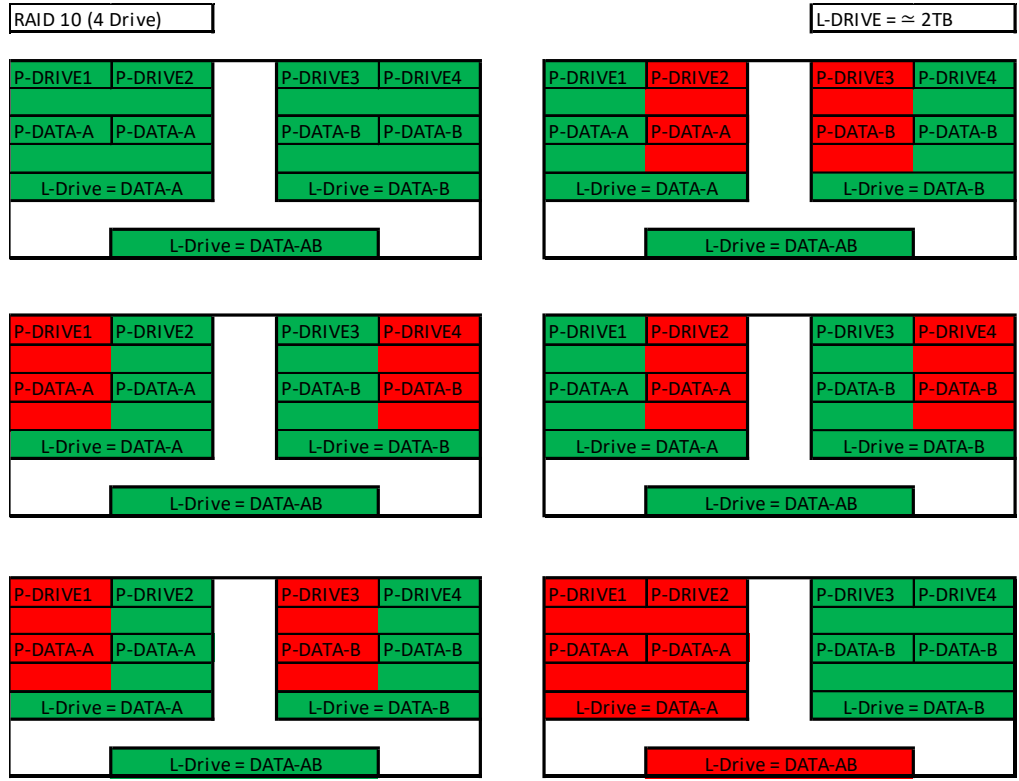 RAID 10 (4 Drive) L-DRIVE = ≃ 2TB
P-DRIVE1 P-DRIVE2 P-DRIVE3 P-DRIVE4 P-DRIVE1 P-DRIVE2 P-DRIVE3 P-DRIVE4
P-DATA-A P-DATA-A P-DATA-B P-DATA-B P-DATA-A P-DATA-A P-DATA-B P-DATA-B
L-Drive = DATA-A L-Drive = DATA-B L-Drive = DATA-A L-Drive = DATA-B
L-Drive = DATA-AB L-Drive = DATA-AB
P-DRIVE1 P-DRIVE2 P-DRIVE3 P-DRIVE4 P-DRIVE1 P-DRIVE2 P-DRIVE3 P-DRIVE4
P-DATA-A P-DATA-A P-DATA-B P-DATA-B P-DATA-A P-DATA-A P-DATA-B P-DATA-B
L-Drive = DATA-A L-Drive = DATA-B L-Drive = DATA-A L-Drive = DATA-B
L-Drive = DATA-AB L-Drive = DATA-AB
P-DRIVE1 P-DRIVE2 P-DRIVE3 P-DRIVE4 P-DRIVE1 P-DRIVE2 P-DRIVE3 P-DRIVE4
P-DATA-A P-DATA-A P-DATA-B P-DATA-B P-DATA-A P-DATA-A P-DATA-B P-DATA-B
L-Drive = DATA-A L-Drive = DATA-B L-Drive = DATA-A L-Drive = DATA-B
L-Drive = DATA-AB L-Drive = DATA-AB